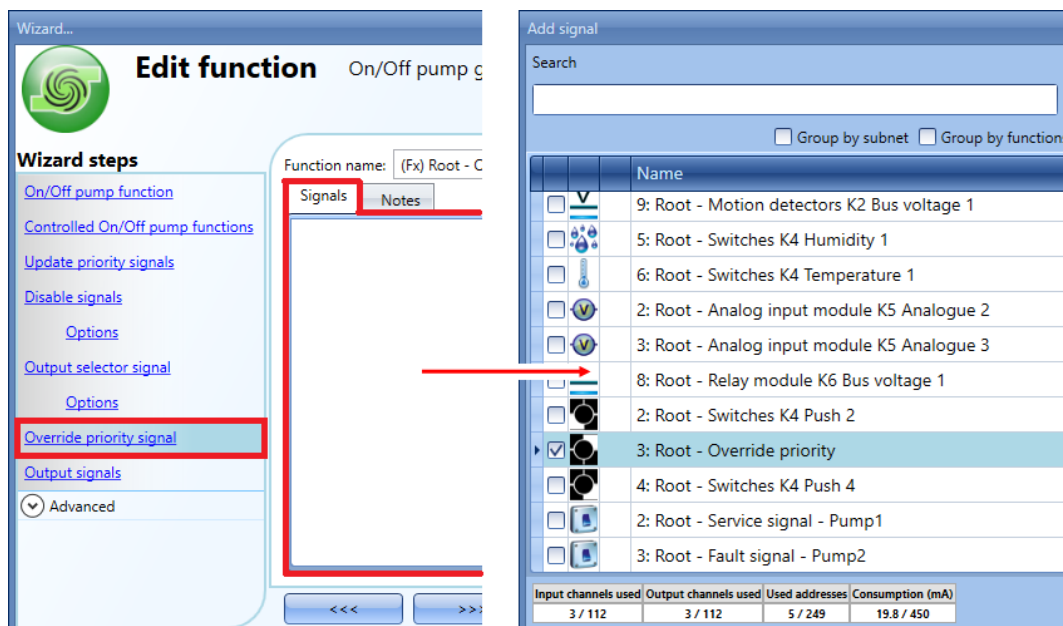 Wizard...
Edit function On/Off pump g
Wizard steps
On/Off pump function
Controlled On/Off pump functions
Update priority signals
Disable signals
Options
Output selector signal
Options
Override priority signal
Output signals
Advanced
Function name: (Fx) Root - C
Signals Notes
<<< >>>
Add signal
Search
Group by subnet Group by function
Name
9: Root - Motion detectors K2 Bus voltage 1
5: Root - Switches K4 Humidity 1
6: Root - Switches K4 Temperature 1
2: Root - Analog input module K5 Analogue 2
3: Root - Analog input module K5 Analogue 3
8: Root - Relay module K6 Bus voltage 1
2: Root - Switches K4 Push 2
3: Root - Override priority
4: Root - Switches K4 Push 4
2: Root - Service signal - Pump1
3: Root - Fault signal - Pump2
Input channels used Output channels used Used addresses Consumption (mA)
3 / 112 3 / 112 5 / 249 19.8 / 450